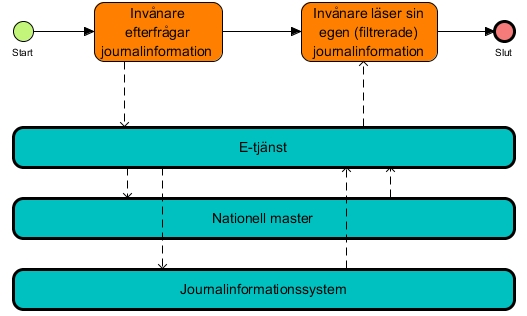 Invånare
efterfrågar
journalinformation
Invånare läser sin
egen (filtrerade)
journalinformation
Start
Slut
E-tjänst
Nationell master
Journalinformationssystem